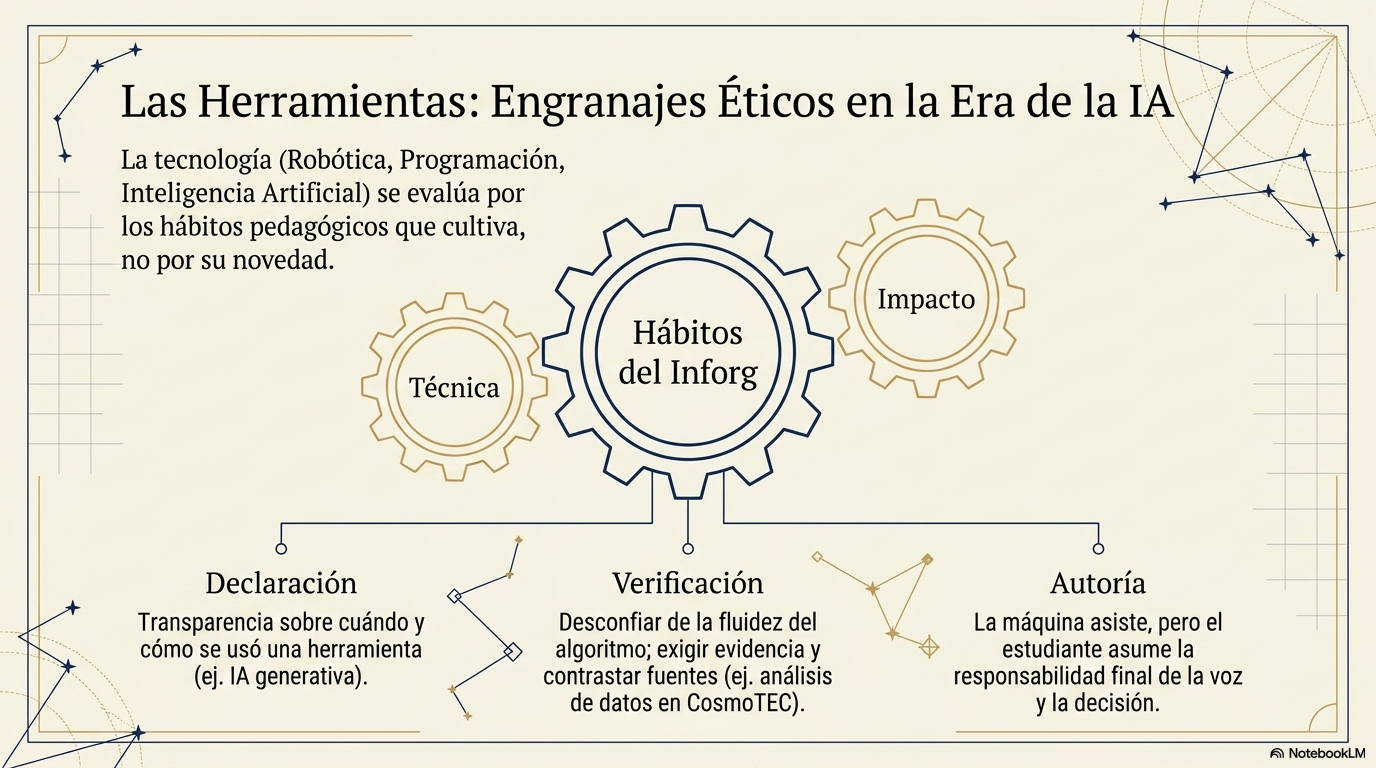 Las Herramientas: Engranajes Éticos en la Era de la IA
La tecnología (Robótica, Programación,
Inteligencia Artificial) se evalúa por
los hábitos pedagógicos que cultiva,
no por su novedad.
Técnica
Hábitos
del Inforg
Impacto
Declaración
Transparencia sobre cuándo y
cómo se usó una herramienta
(ej. IA generativa).
Verificación
Desconfiar de la fluidez del
algoritmo; exigir evidencia y
contrastar fuentes (ej. análisis
de datos en CosmoTEC).
Autoría
La máquina asiste, pero el
estudiante asume la
responsabilidad final de la voz
y la decisión.
NotebookLM